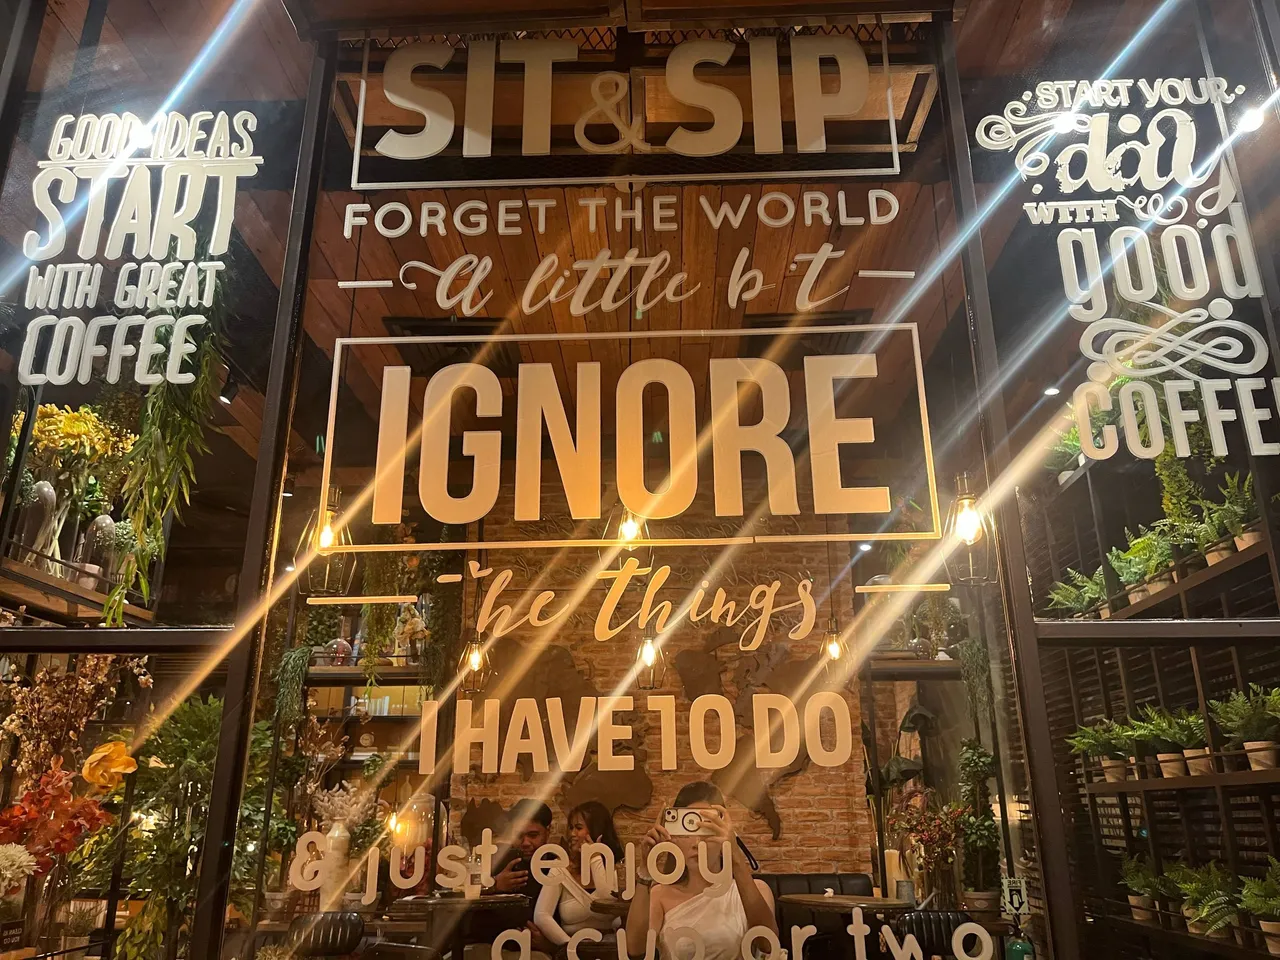 GOOD IDEAS
START
WITH GREAT
COFFEE
SIT & SIP
FORGET THE WORLD
a little bit
IGNORE
The things
I HAVE TO DO
& just enjoy
a cup or two
START YOUR
day
WITH
good
COFFEE